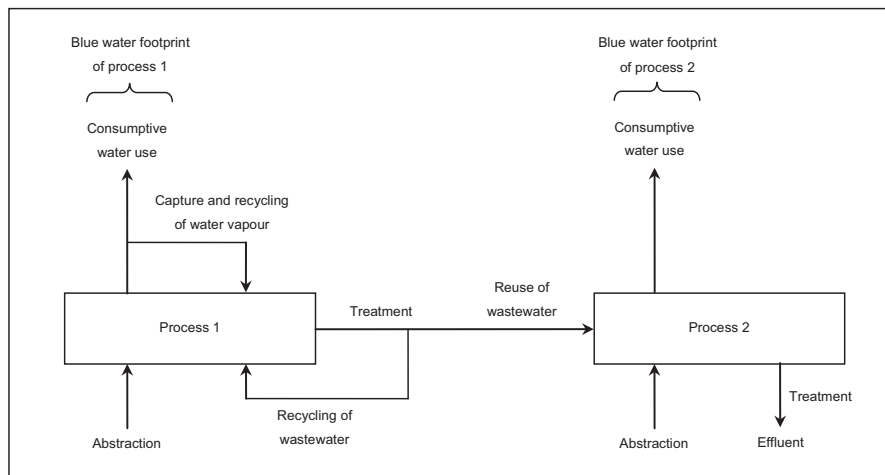 Blue water footprint
of process 1
Consumptive
water use
Capture and recycling
of water vapour
Process 1
Abstraction
Treatment
Recycling of
wastewater
Reuse of
wastewater
Blue water footprint
of process 2
Consumptive
water use
Process 2
Abstraction
Treatment
Effluent